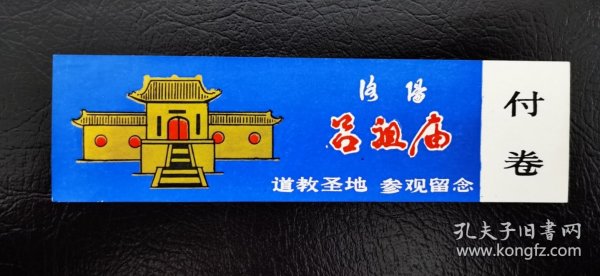 洛陽
吕祖庙
道教圣地 参观留念
付
卷
孔夫子旧书网
www.kongfz.com